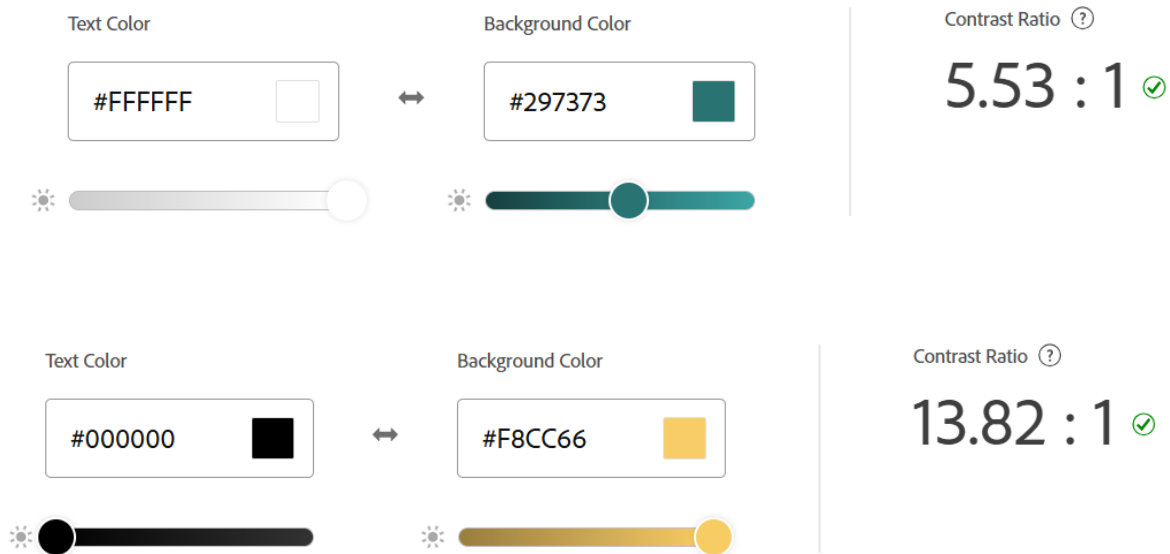 Text Color
Background Color
Contrast Ratio ?
#FFFFFF
#297373
5.53 : 1
Text Color
Background Color
Contrast Ratio ?
#000000
#F8CC66
13.82 : 1